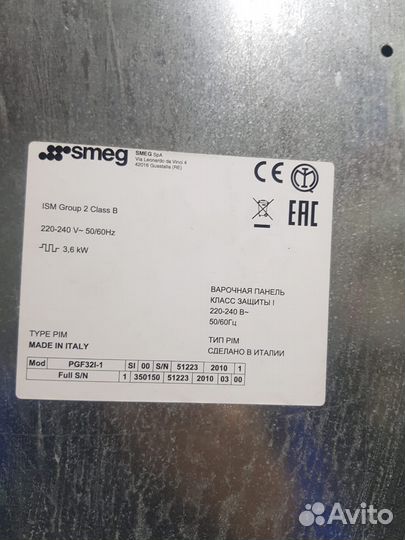 smeg
SMEG SpA
Via Leonardo da Vinci 4
42016 Guastalla (RE)
CE
EAC
ISM Group 2 Class B
220-240 V~ 50/60Hz
3,6 kW
ВАРОЧНАЯ ПАНЕЛЬ
КЛАСС ЗАЩИТЫ I
220-240 В~
50/60Гц
TYPE PIM
MADE IN ITALY
ТИП PIM
СДЕЛАНО В ИТАЛИИ
Mod PGF32I-1 SI 00 S/N 51223 2010 1
Full S/N 1 350150 51223 2010 03 00
Avito